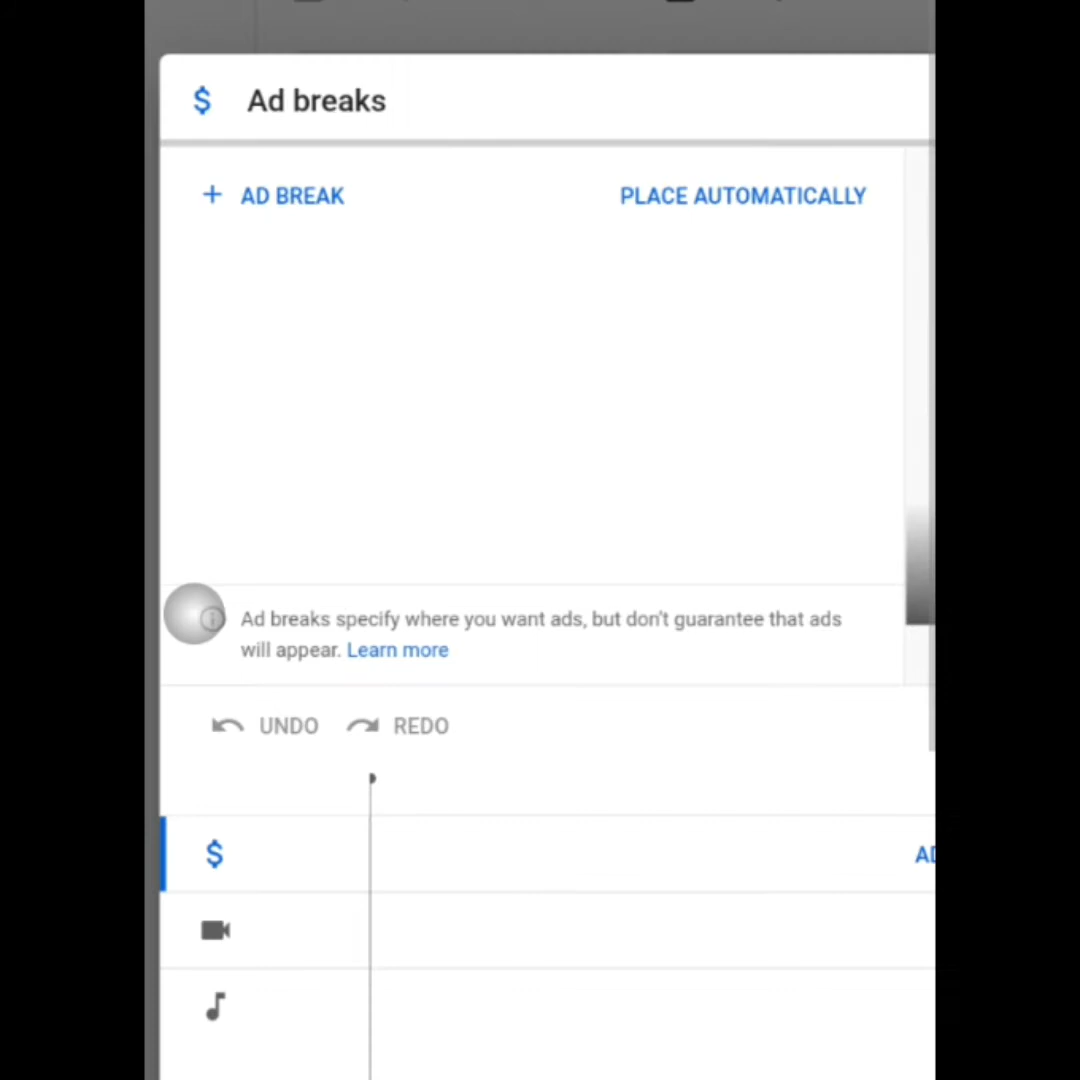 $ Ad breaks
+ AD BREAK PLACE AUTOMATICALLY
Ad breaks specify where you want ads, but don't guarantee that ads
will appear. Learn more
UNDO REDO
$